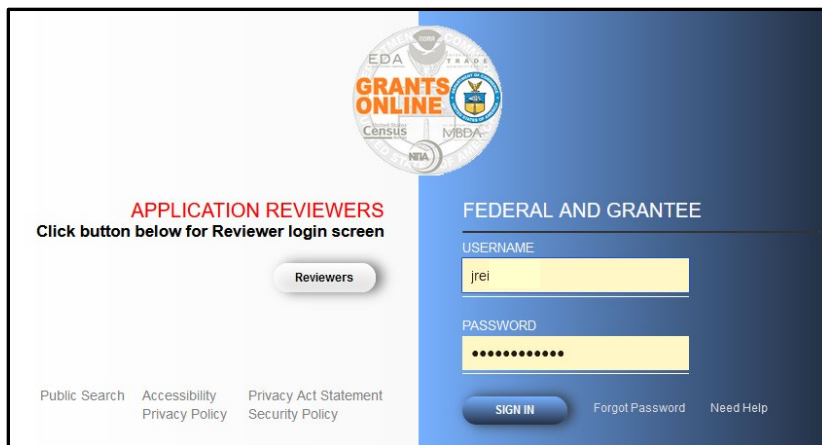 EDA
TRADE
GRANTS
ONLINE
Census
MBDA
NTIA
APPLICATION REVIEWERS
Click button below for Reviewer login screen
Reviewers
Public Search
Accessibility
Privacy Act Statement
Privacy Policy
Security Policy
FEDERAL AND GRANTEE
USERNAME
jrei
PASSWORD
••••••••••••
SIGN IN
Forgot Password
Need Help